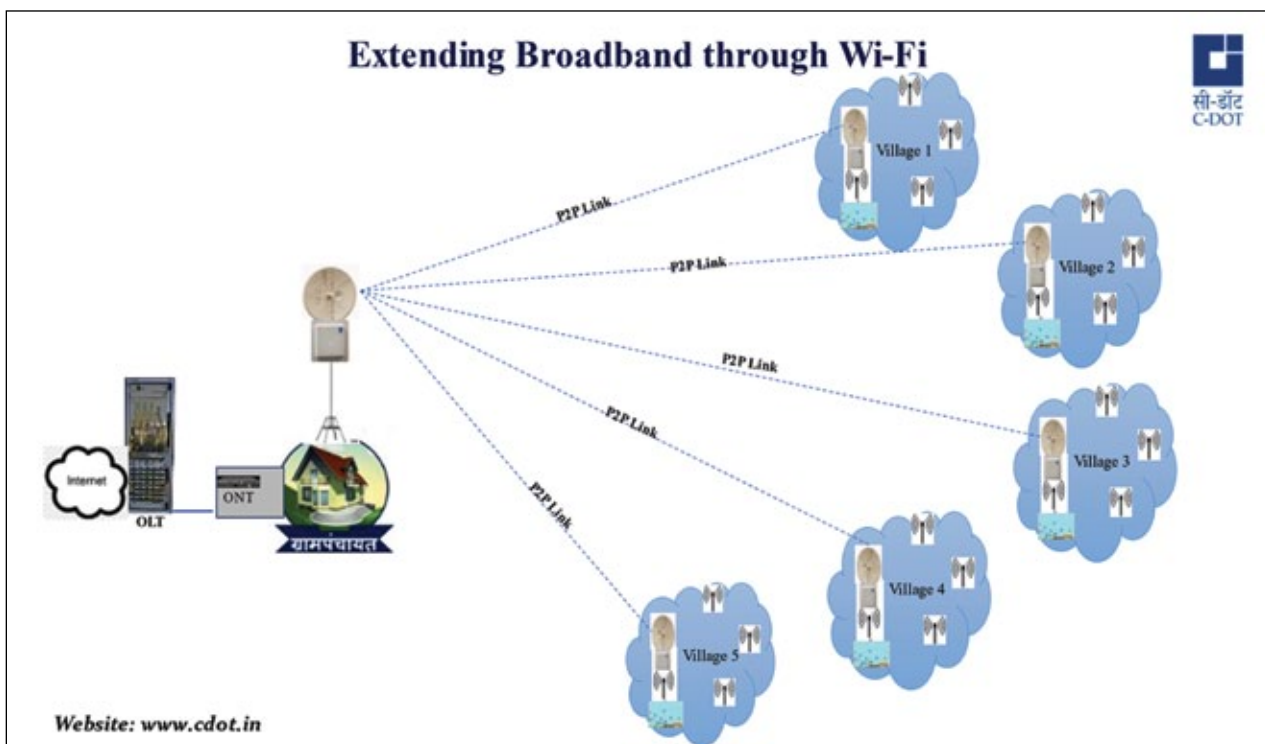 Extending Broadband through Wi-Fi
सी-डॉट
C-DOT
Village 1
P2P Link
Village 2
P2P Link
P2P Link
Village 3
P2P Link
Village 4
P2P Link
Village 5
Internet
OLT
ONT
ग्रामपंचायत
Website: www.cdot.in